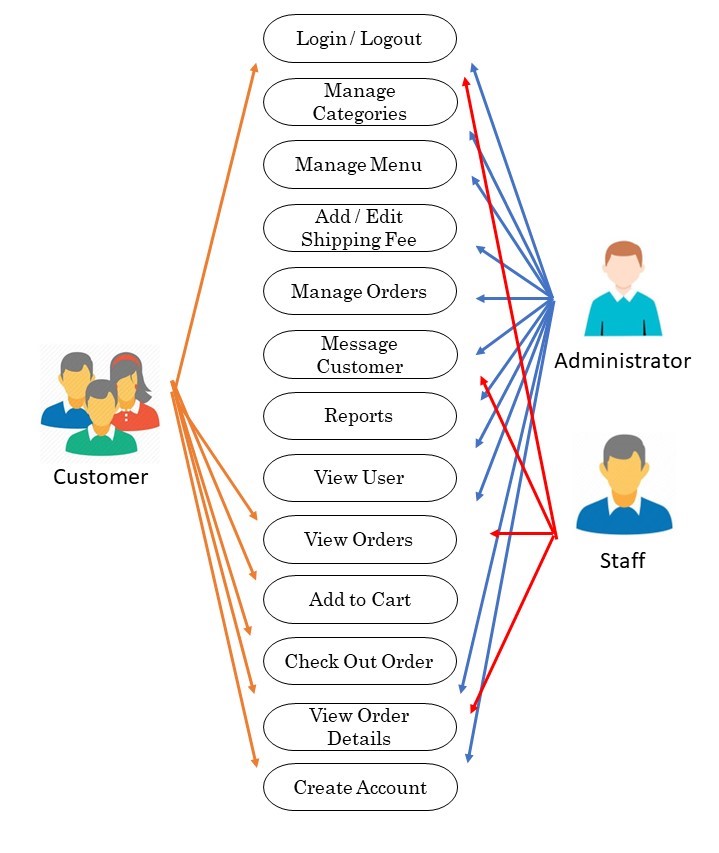 Login / Logout
Manage
Categories
Manage Menu
Add / Edit
Shipping Fee
Manage Orders
Message
Customer
Administrator
Reports
Customer
View User
View Orders
Staff
Add to Cart
Check Out Order
View Order
Details
Create Account